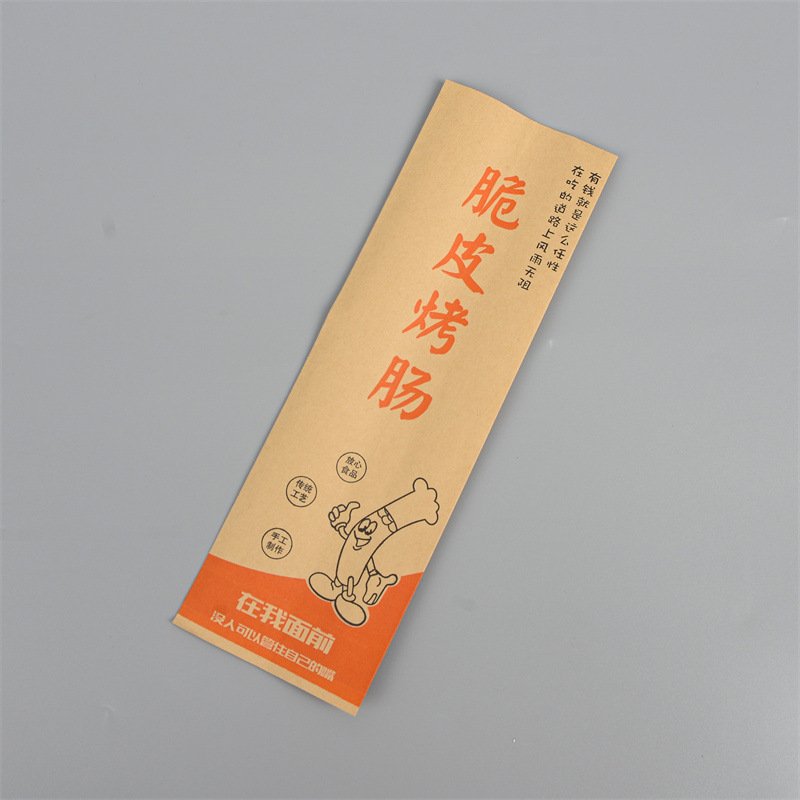 有钱就是这么任性
在吃的道路上风雨无阻
脆皮烤肠
放心
食品
传统
工艺
手工
制作
在我面前
没人可以管住自己的嘴